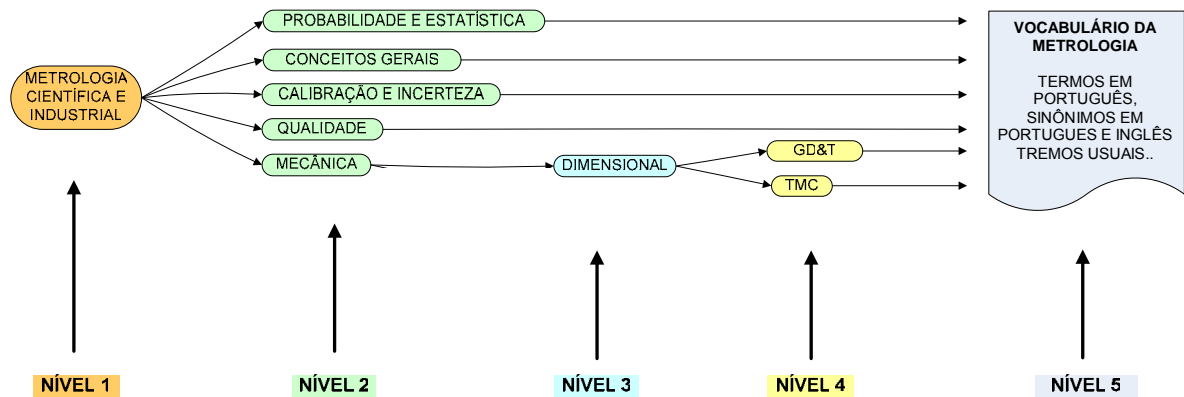 METROLOGIA
CIENTÍFICA E
INDUSTRIAL
PROBABILIDADE E ESTATÍSTICA
CONCEITOS GERAIS
CALIBRAÇÃO E INCERTEZA
QUALIDADE
MECÂNICA
DIMENSIONAL
GD&T
TMC
VOCABULÁRIO DA
METROLOGIA
TERMOS EM
PORTUGUÊS,
SINÔNIMOS EM
PORTUGUES E INGLÊS
TREMOS USUAIS..
NÍVEL 1
NÍVEL 2
NÍVEL 3
NÍVEL 4
NÍVEL 5